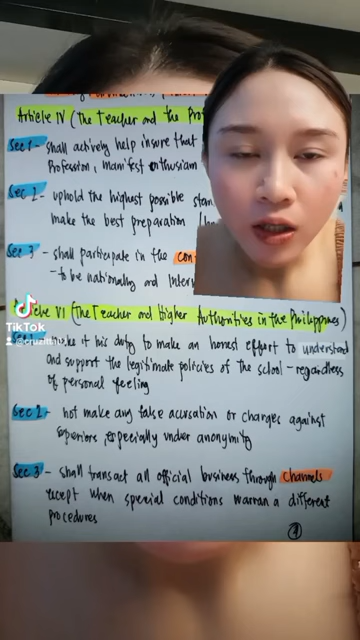 Article IV (The Teacher and the Pro
Sec 1 - shall actively help insure that
Profession, manifest enthusiasm
Sec 2 - uphold the highest possible stan
make the best preparation
Sec 3 - shall participate in the con
- to be nationally and Intern
icle VI (The Teacher and Higher Authorities in the Philippines)
TikTok
make it his duty to make an honest effort to understand
and support the legitimate policies of the school - regardless
of personal feeling
Sec 2 - not make any false accusation or charges against
superiors, especially under anonymity
Sec 3 - shall transact all official business through channels
except when special conditions warran a different
procedures